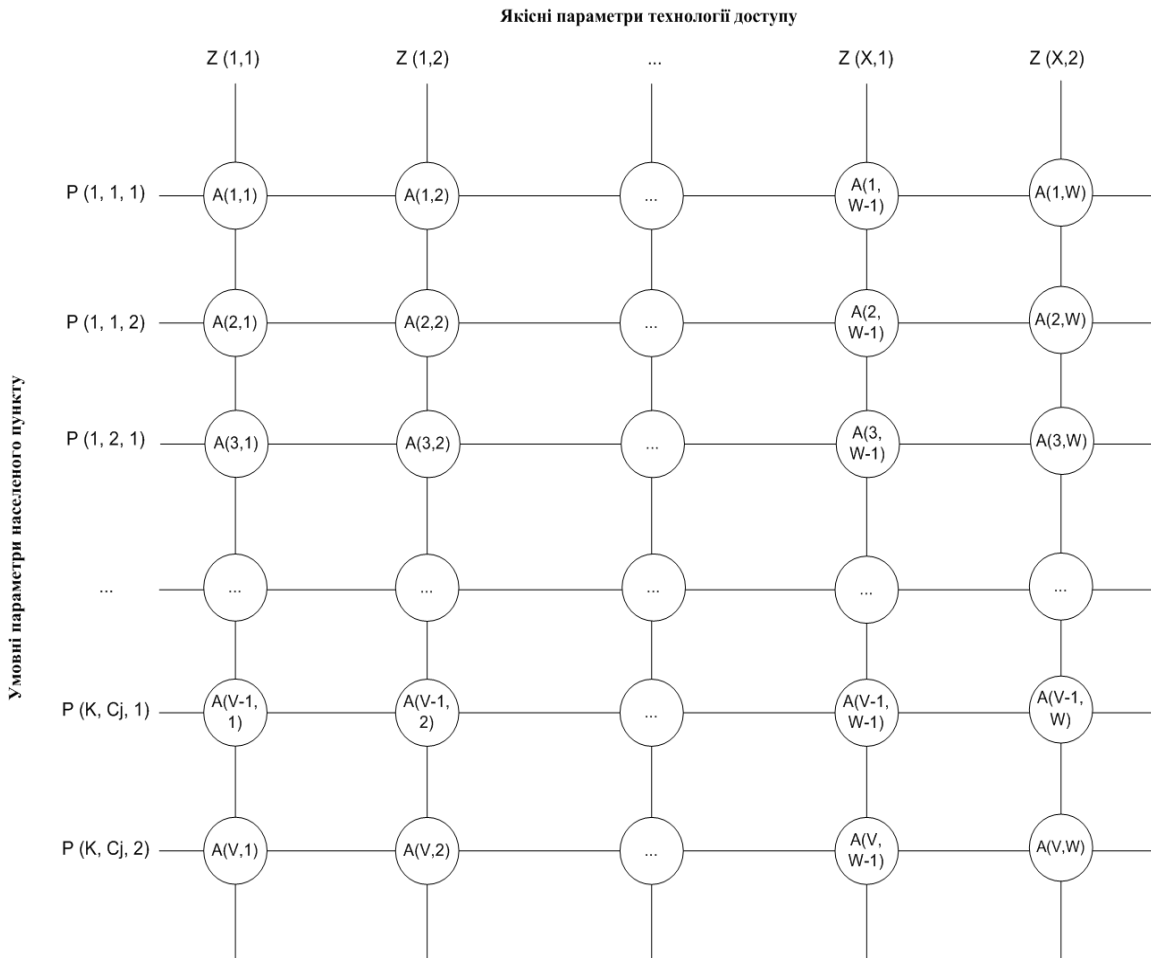 Якісні параметри технології доступу
Z (1,1) Z (1,2) ... Z (X,1) Z (X,2)
Умовні параметри населеного пункту
P (1, 1, 1) A(1,1) A(1,2) ... A(1, A(1,W)
W-1)
P (1, 1, 2) A(2,1) A(2,2) ... A(2, A(2,W)
W-1)
P (1, 2, 1) A(3,1) A(3,2) ... A(3, A(3,W)
W-1)
... ... ... ... ... ...
P (K, Cj, 1) A(V-1, A(V-1, ... A(V-1, A(V-1,
1) 2) W-1) W)
P (K, Cj, 2) A(V,1) A(V,2) ... A(V, A(V,W)
W-1)